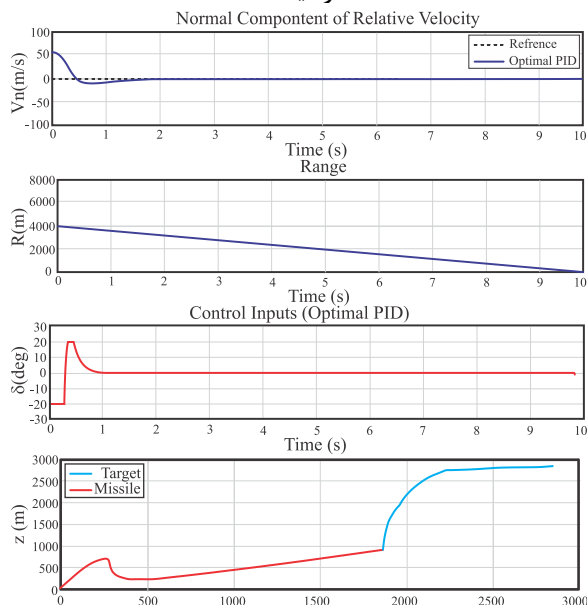 Normal Compontent of Relative Velocity
Vn(m/s)
100
50
0
-50
-100
Refrence
Optimal PID
0 1 2 3 4 5 6 7 8 9 10
Time (s)
Range
R(m)
8000
6000
4000
2000
0
0 1 2 3 4 5 6 7 8 9 10
Time (s)
Control Inputs (Optimal PID)
δ(deg)
30
20
10
0
-10
-20
-30
0 1 2 3 4 5 6 7 8 9 10
Time (s)
z (m)
3000
2500
2000
1500
1000
500
0
Target
Missile
0 500 1000 1500 2000 2500 3000